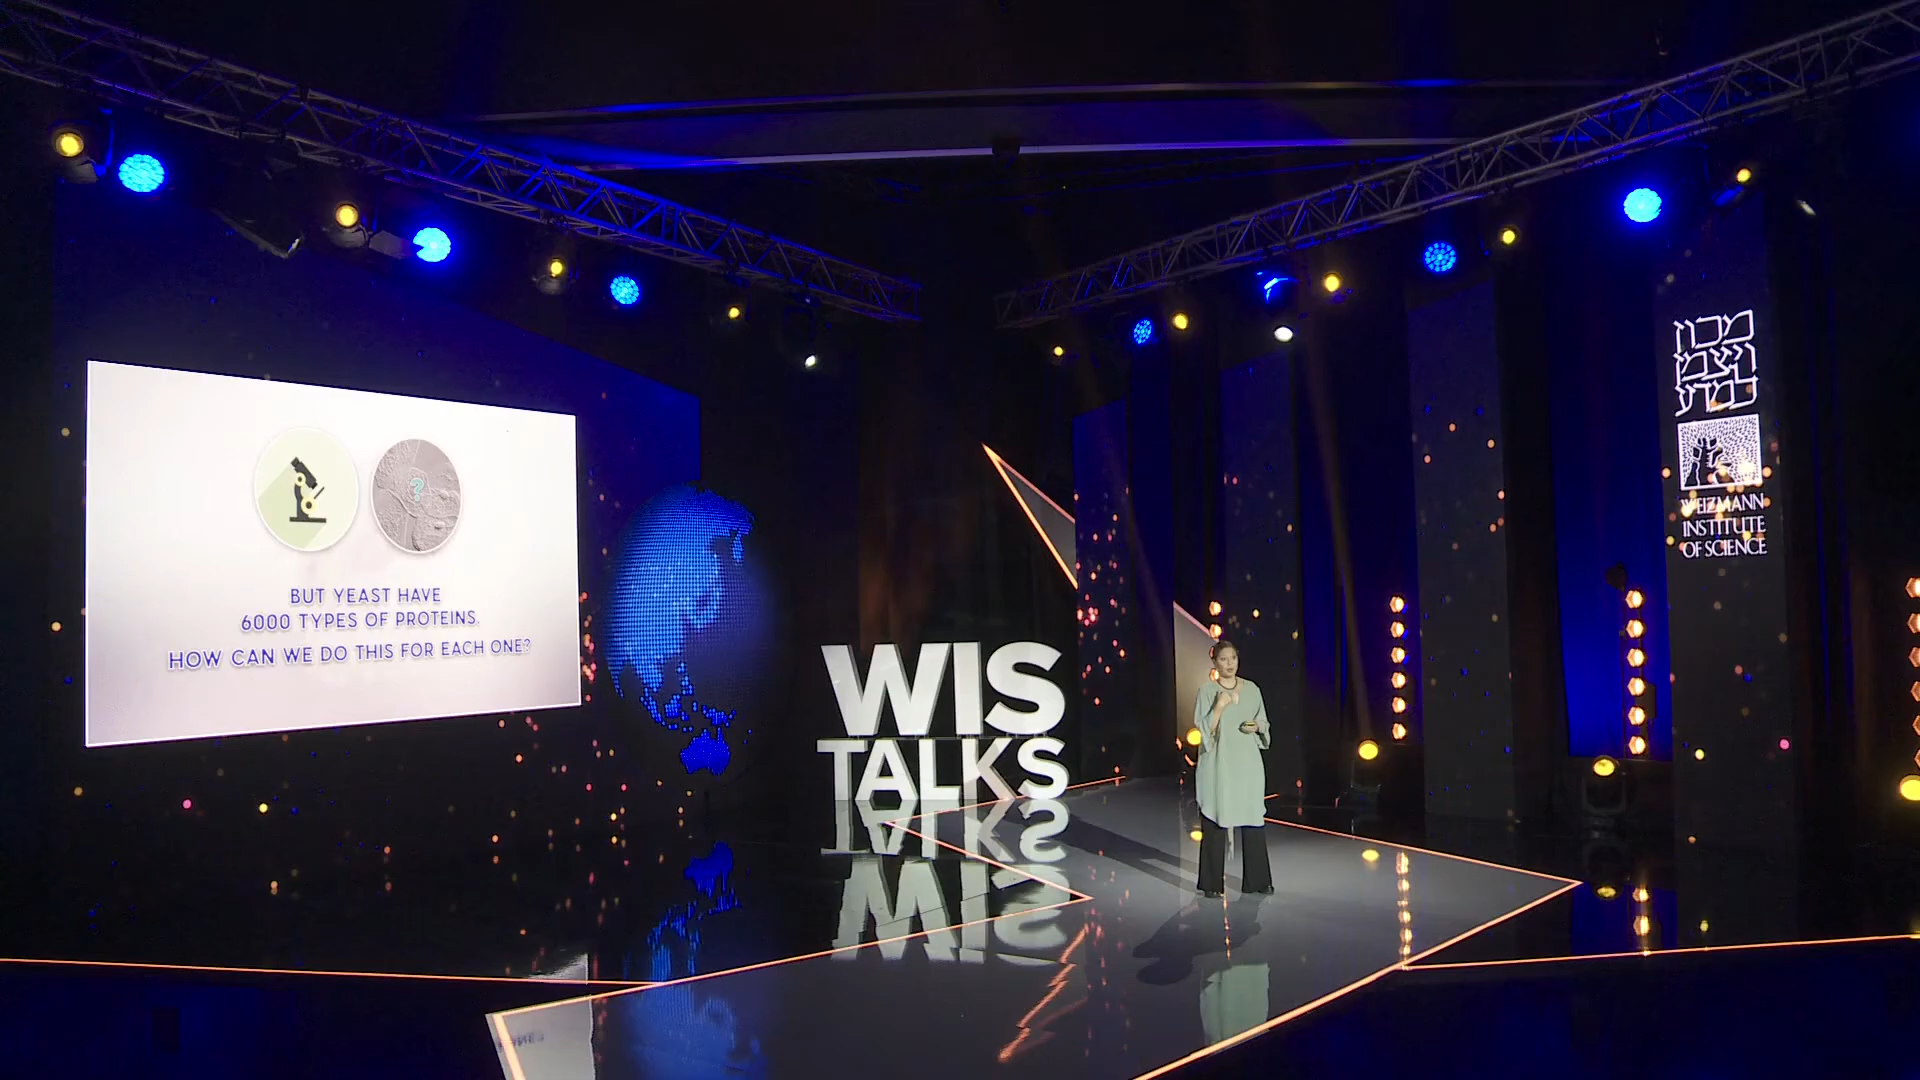 ?
BUT YEAST HAVE
6000 TYPES OF PROTEINS.
HOW CAN WE DO THIS FOR EACH ONE?
WIS
TALKS
מכון
ויצמן
למדע
WEIZMANN
INSTITUTE
OF SCIENCE